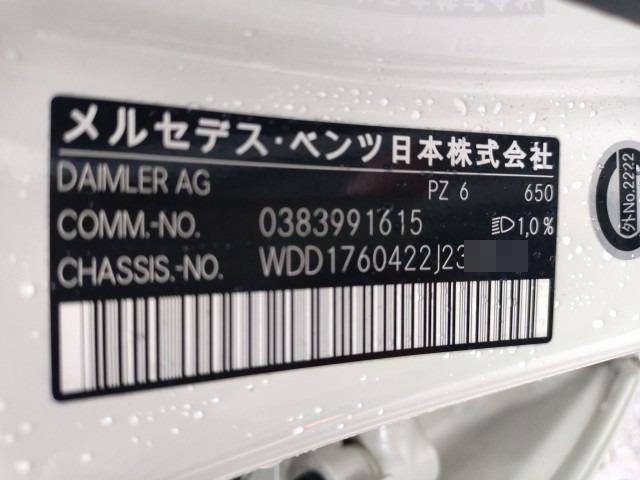 メルセデス・ベンツ日本株式会社
DAIMLER AG PZ 6 650
COMM.-NO. 0383991615 1,0 %
CHASSIS.-NO. WDD1760422J23
外No.2222